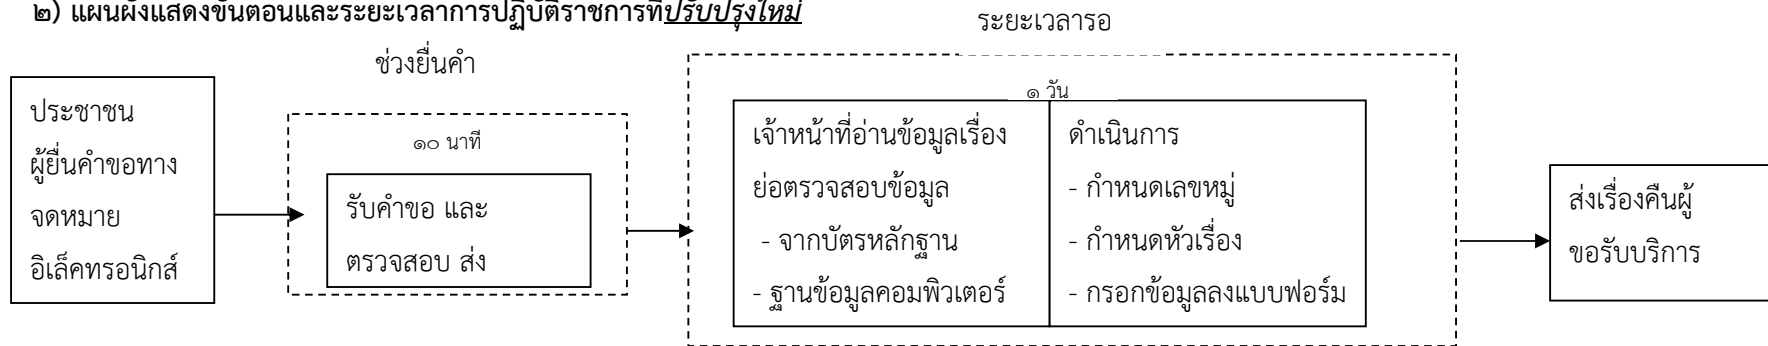 ๒) แผนผังแสดงขั้นตอนและระยะเวลาการปฏิบัติราชการที่ปรับปรุงใหม่
ระยะเวลารอ
ช่วงยื่นคำ
ประชาชน
ผู้ยื่นคำขอทาง
จดหมาย
อิเล็คทรอนิกส์
๑๐ นาที
รับคำขอ และ
ตรวจสอบ ส่ง
๑ วัน
เจ้าหน้าที่อ่านข้อมูลเรื่อง
ย่อตรวจสอบข้อมูล
- จากบัตรหลักฐาน
- ฐานข้อมูลคอมพิวเตอร์
ดำเนินการ
- กำหนดเลขหมู่
- กำหนดหัวเรื่อง
- กรอกข้อมูลลงแบบฟอร์ม
ส่งเรื่องคืนผู้
ขอรับบริการ